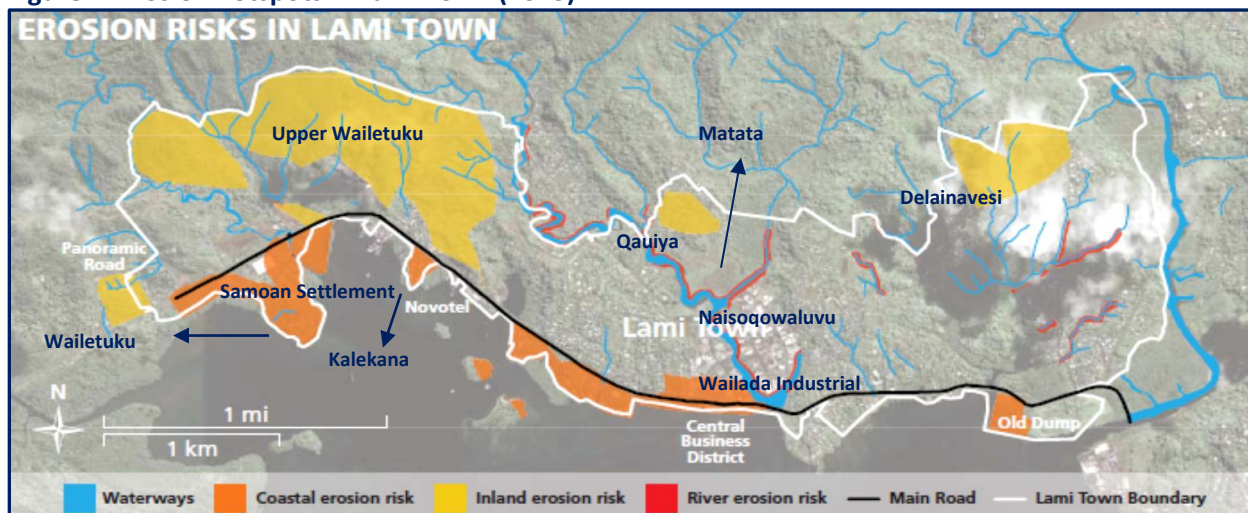 EROSION RISKS IN LAMI TOWN
Upper Wailetuku
Matata
Delainavesi
Qauiya
Panoramic
Road
Samoan Settlement
Novotel
Naisoqowaluvu
Lami Town
Wailetuku
Kalekana
Wailada Industrial
N
1 mi
1 km
Central
Business
District
Old Dump
Waterways
Coastal erosion risk
Inland erosion risk
River erosion risk
Main Road
Lami Town Boundary